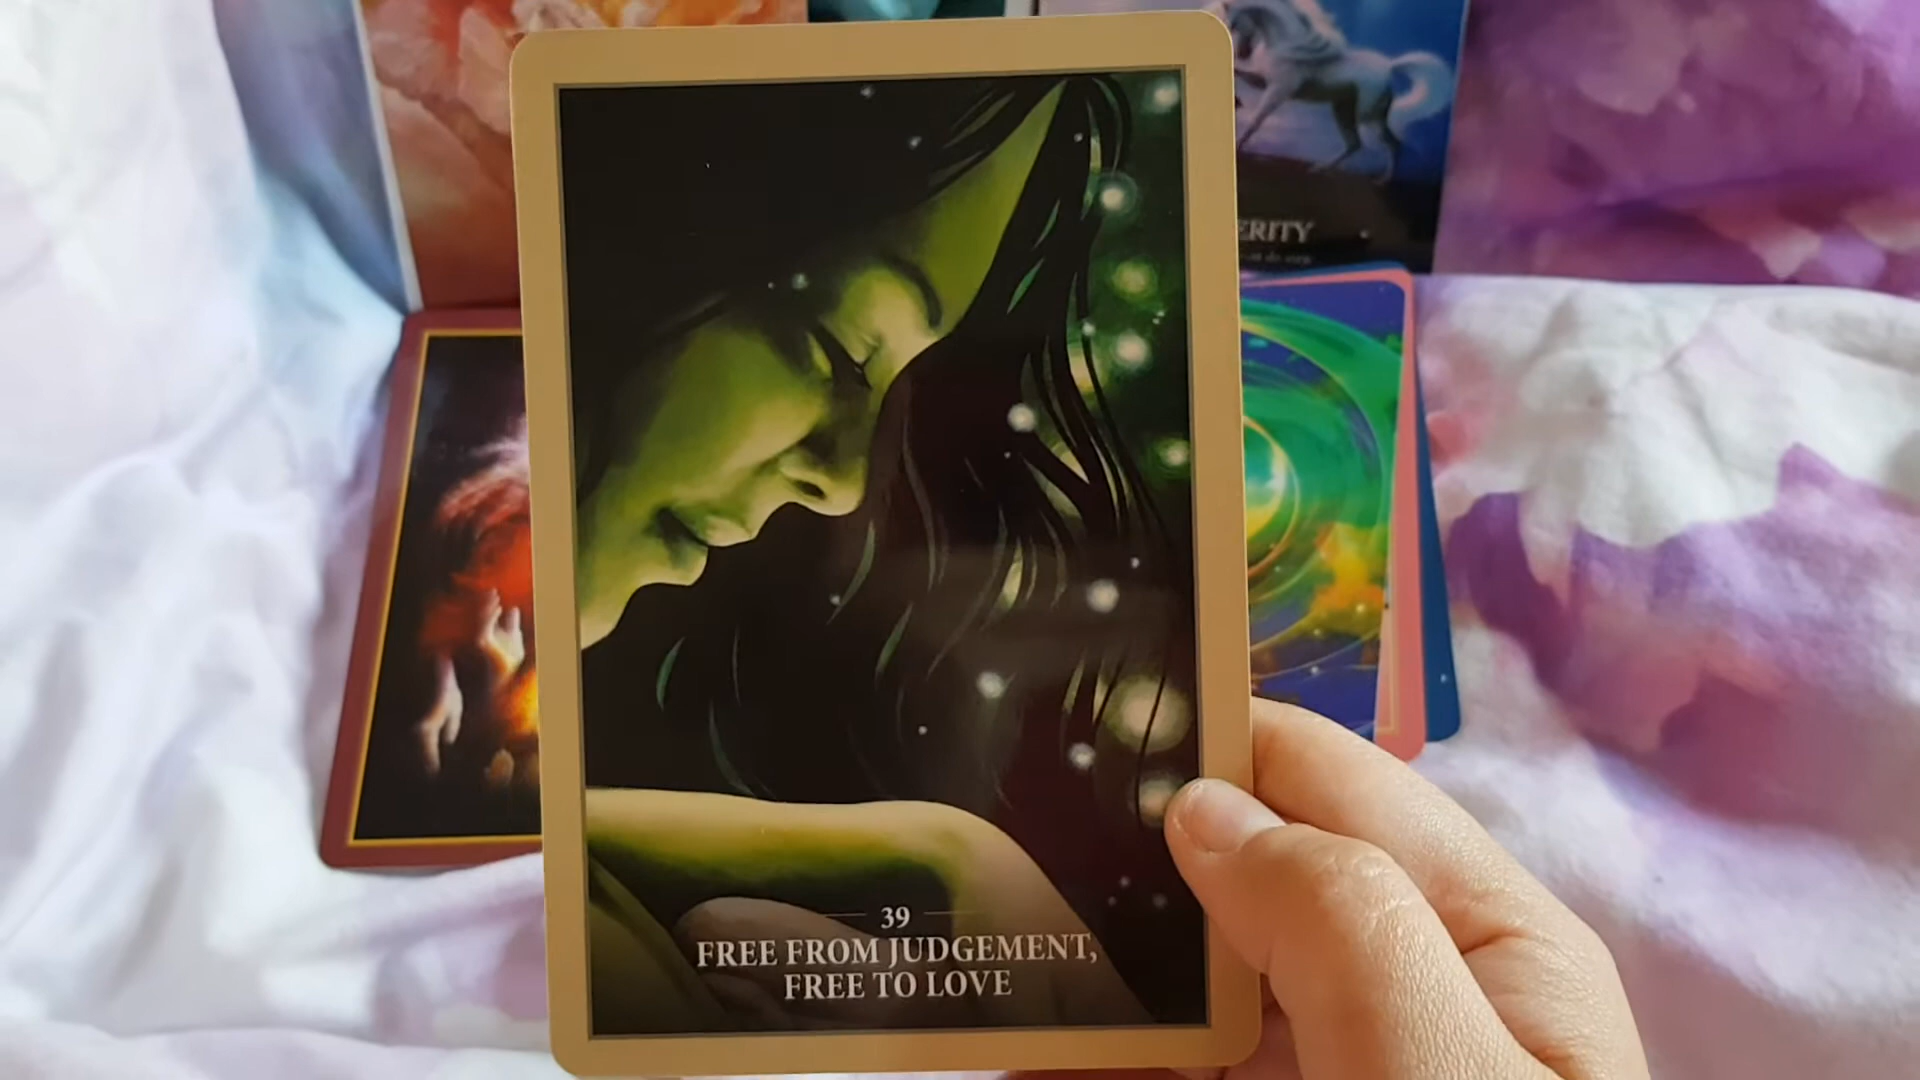 ERITY
39
FREE FROM JUDGEMENT,
FREE TO LOVE